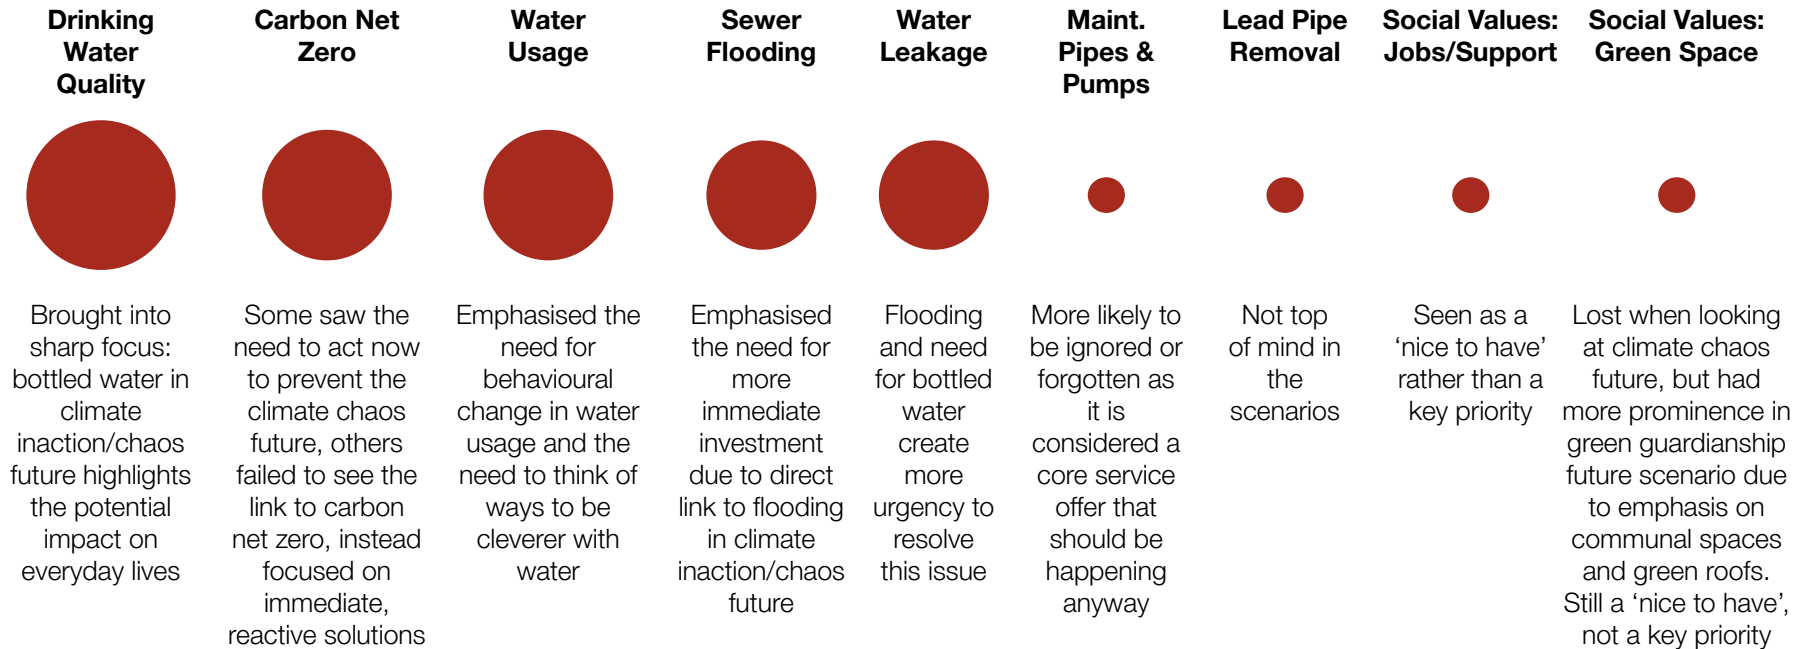 Drinking
Water
Quality
Carbon Net
Zero
Water
Usage
Sewer
Flooding
Water
Leakage
Maint.
Pipes &
Pumps
Lead Pipe
Removal
Social Values:
Jobs/Support
Social Values:
Green Space
Brought into
sharp focus:
bottled water in
climate
inaction/chaos
future highlights
the potential
impact on
everyday lives
Some saw the
need to act now
to prevent the
climate chaos
future, others
failed to see the
link to carbon
net zero, instead
focused on
immediate,
reactive solutions
Emphasised the
need for
behavioural
change in water
usage and the
need to think of
ways to be
cleverer with
water
Emphasised
the need for
more
immediate
investment
due to direct
link to flooding
in climate
inaction/chaos
future
Flooding
and need
for bottled
water
create
more
urgency to
resolve
this issue
More likely to
be ignored or
forgotten as
it is
considered a
core service
offer that
should be
happening
anyway
Not top
of mind in
the
scenarios
Seen as a
‘nice to have’
rather than a
key priority
Lost when looking
at climate chaos
future, but had
more prominence in
green guardianship
future scenario due
to emphasis on
communal spaces
and green roofs.
Still a ‘nice to have’,
not a key priority